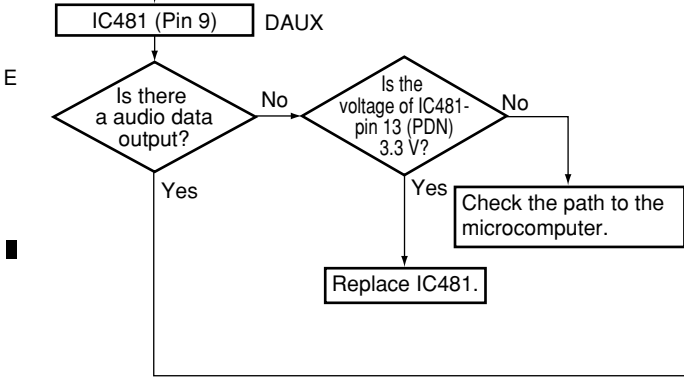 IC481 (Pin 9)
DAUX
E
Is there
a audio data
output?
No
Is the
voltage of IC481-
pin 13 (PDN)
3.3 V?
No
Yes
Yes
Check the path to the
microcomputer.
Replace IC481.